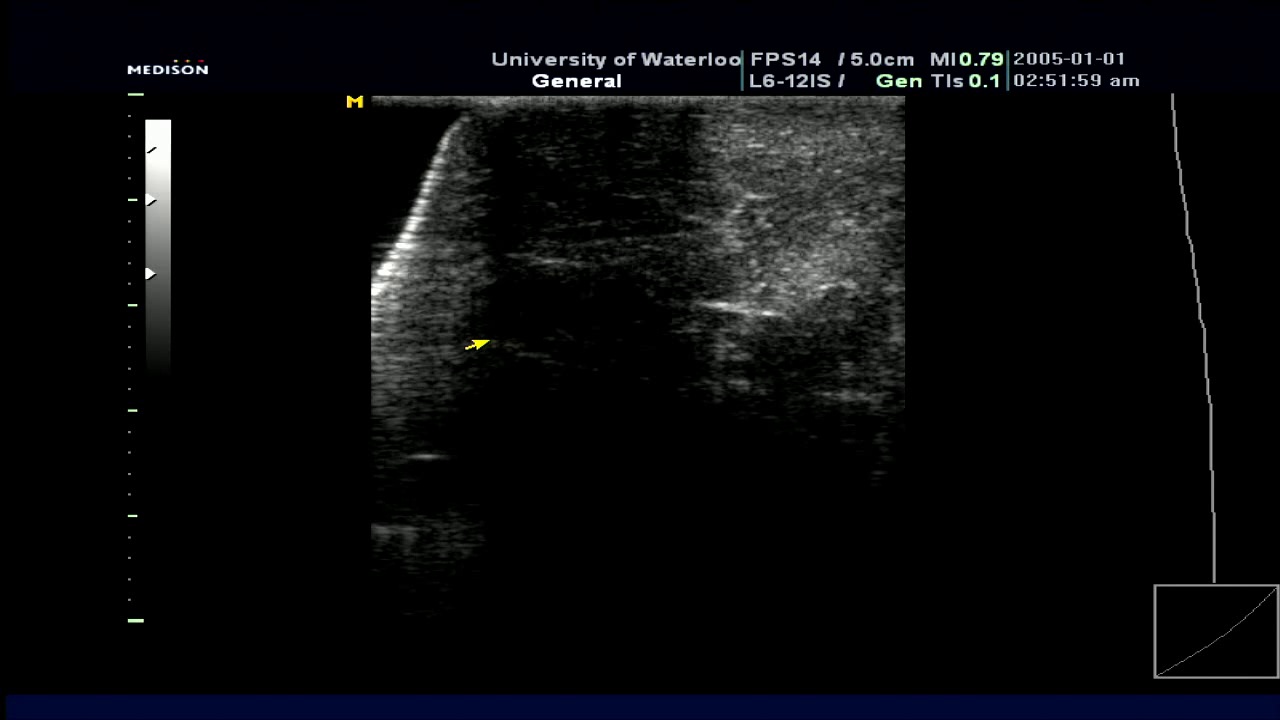 MEDISON
University of Waterloo FPS14 / 5.0cm MI0.79 2005-01-01
General L6-12IS / Gen TIs 0.1 02:51:59 am
M